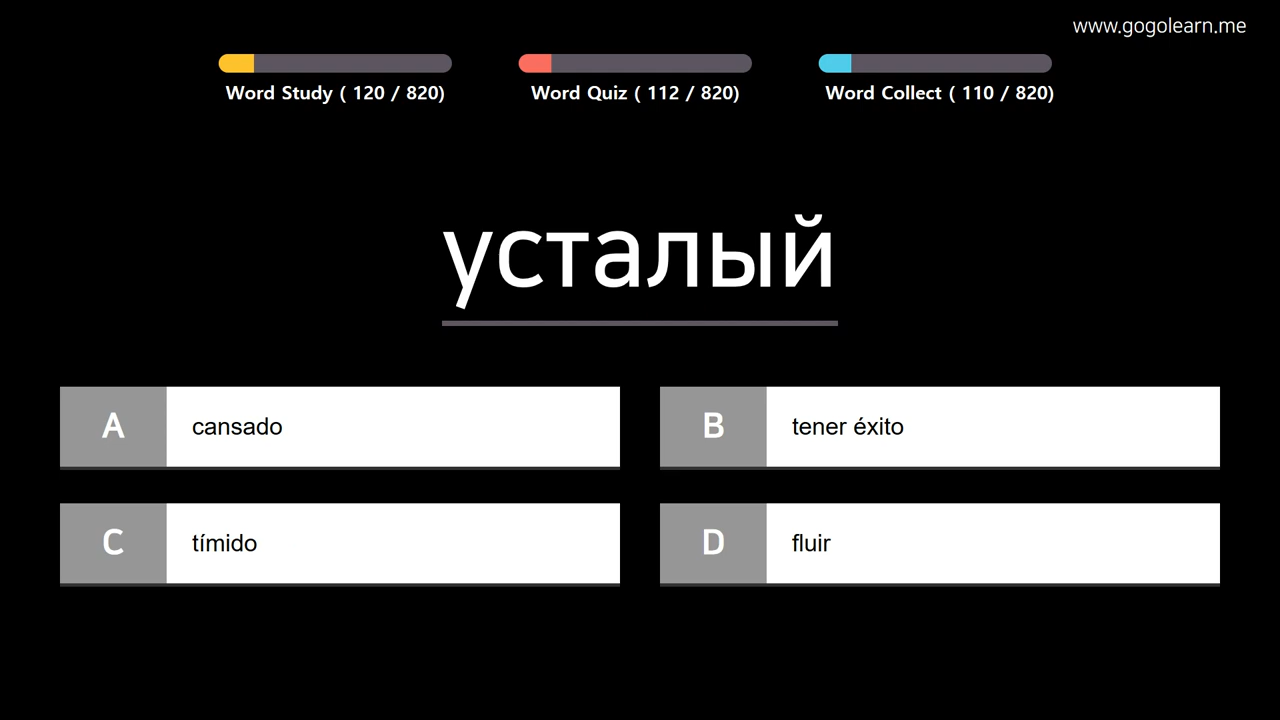 www.gogolearn.me
Word Study ( 120 / 820)
Word Quiz ( 112 / 820)
Word Collect ( 110 / 820)
усталый
A cansado
B tener éxito
C tímido
D fluir